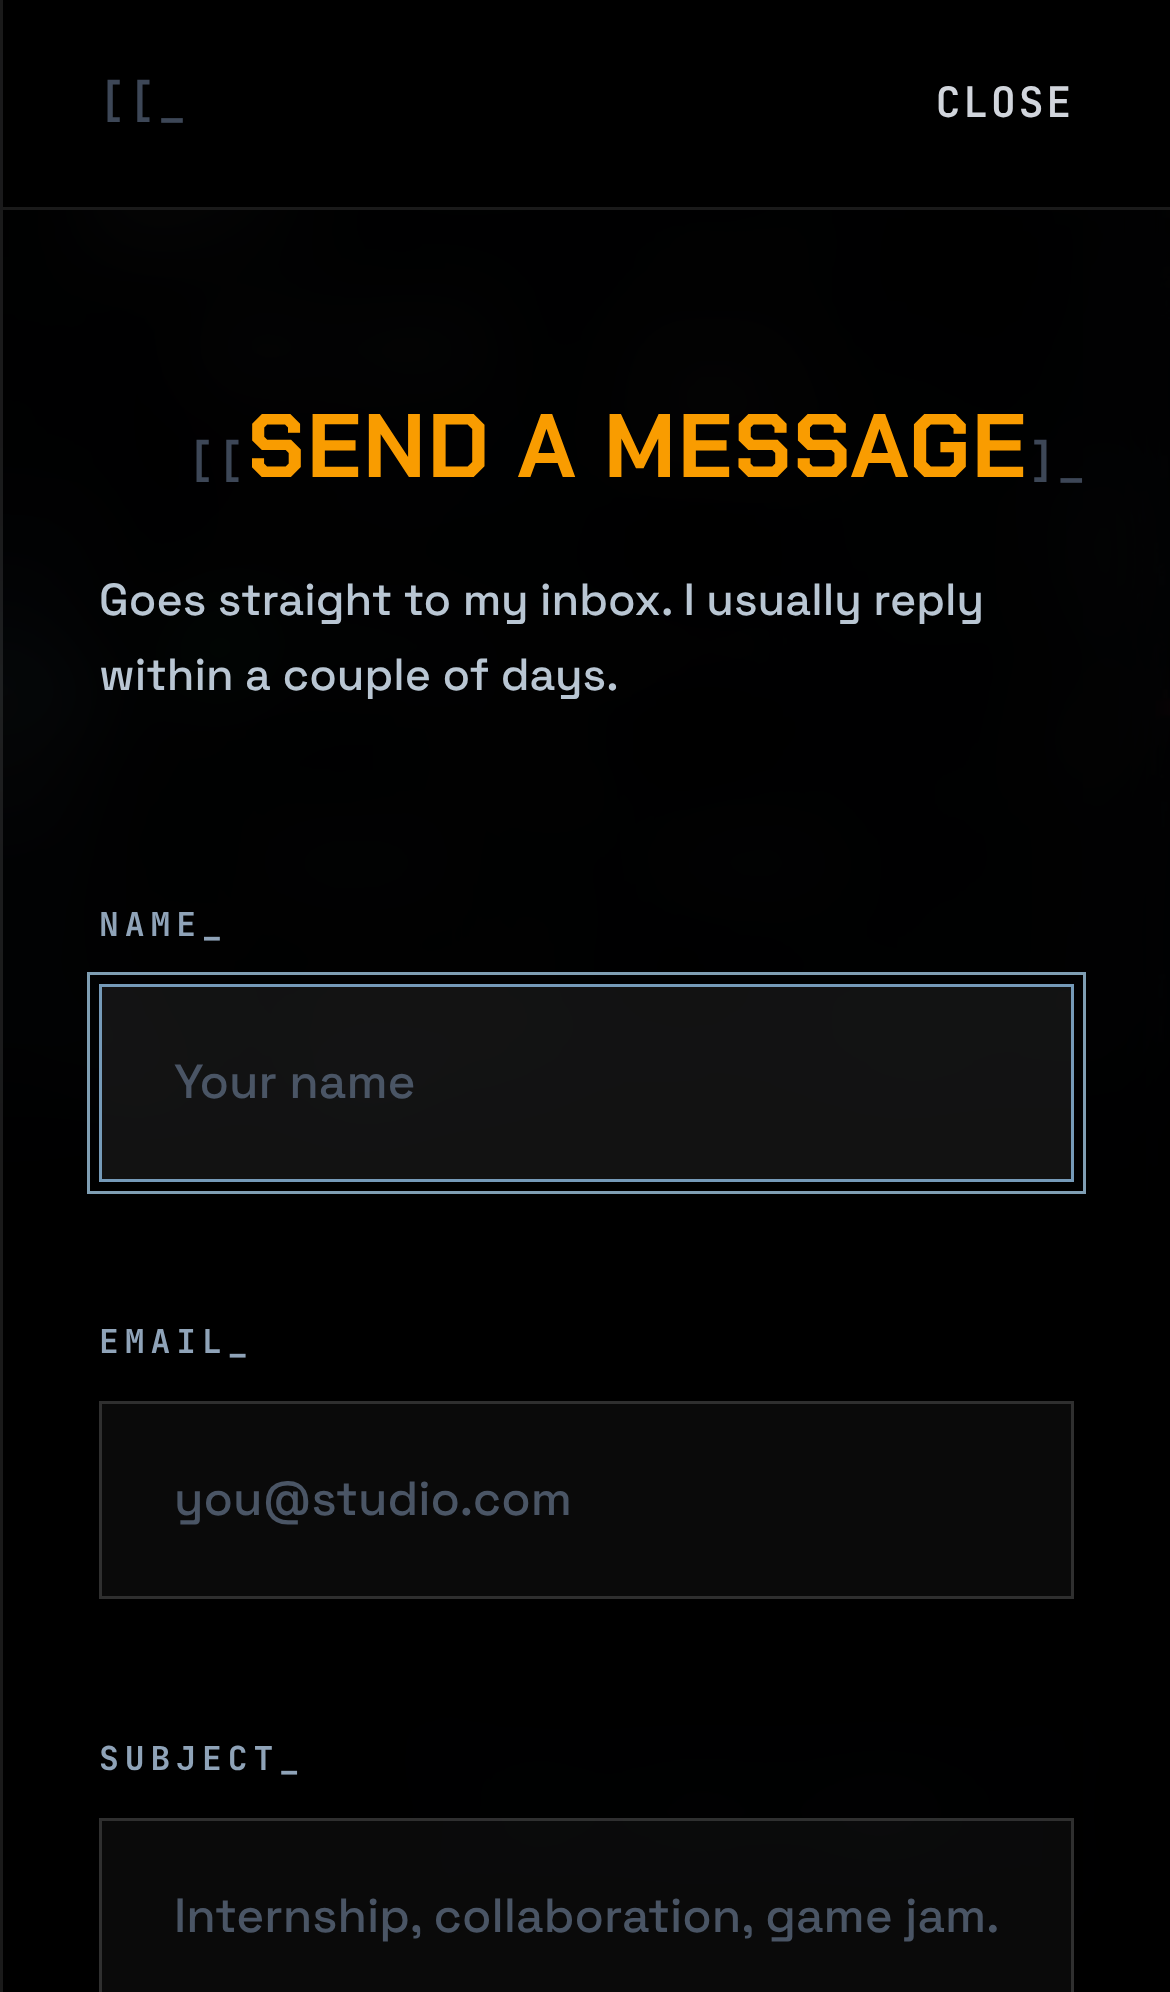 [[_
CLOSE
[[SEND A MESSAGE]_
Goes straight to my inbox. I usually reply
within a couple of days.
NAME_
Your name
EMAIL_
you@studio.com
SUBJECT_
Internship, collaboration, game jam.